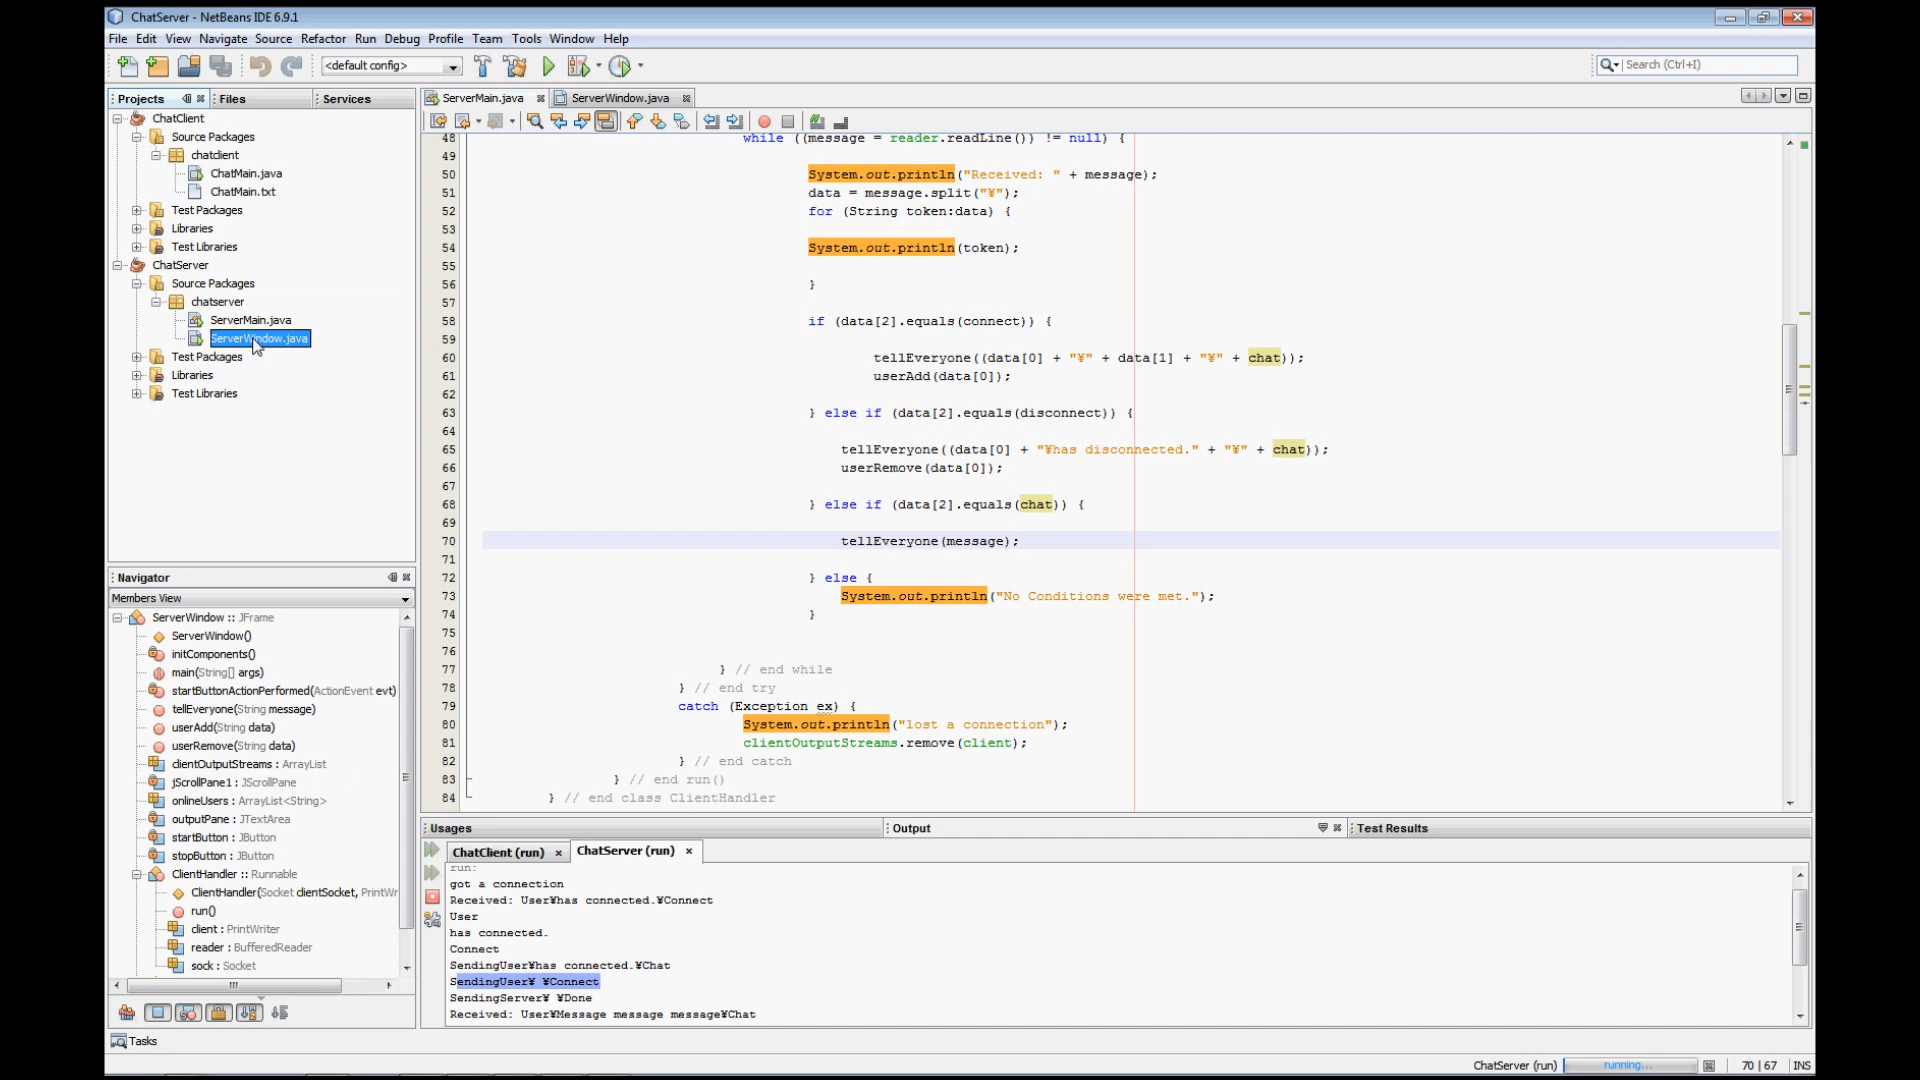 ChatServer - NetBeans IDE 6.9.1
File Edit View Navigate Source Refactor Run Debug Profile Team Tools Window Help
<default config>
Search (Ctrl+I)
Projects Files Services
ServerMain.java ServerWindow.java
ChatClient
Source Packages
chatclient
ChatMain.java
ChatMain.txt
Test Packages
Libraries
Test Libraries
ChatServer
Source Packages
chatserver
ServerMain.java
ServerWindow.java
Test Packages
Libraries
Test Libraries
Navigator
Members View
ServerWindow :: JFrame
ServerWindow()
initComponents()
main(String[] args)
startButtonActionPerformed(ActionEvent evt)
tellEveryone(String message)
userAdd(String data)
userRemove(String data)
clientOutputStreams : ArrayList
jScrollPane1 : JScrollPane
onlineUsers : ArrayList<String>
outputPane : JTextArea
startButton : JButton
stopButton : JButton
ClientHandler :: Runnable
ClientHandler(Socket clientSocket, PrintWr
run()
client : PrintWriter
reader : BufferedReader
sock : Socket
48 while ((message = reader.readLine()) != null) {
49
50 System.out.println("Received: " + message);
51 data = message.split("¥");
52 for (String token:data) {
53
54 System.out.println(token);
55
56 }
57
58 if (data[2].equals(connect)) {
59
60 tellEveryone((data[0] + "¥" + data[1] + "¥" + chat));
61 userAdd(data[0]);
62
63 } else if (data[2].equals(disconnect)) {
64
65 tellEveryone((data[0] + "¥has disconnected." + "¥" + chat));
66 userRemove(data[0]);
67
68 } else if (data[2].equals(chat)) {
69
70 tellEveryone(message);
71
72 } else {
73 System.out.println("No Conditions were met.");
74 }
75
76
77 } // end while
78 } // end try
79 catch (Exception ex) {
80 System.out.println("lost a connection");
81 clientOutputStreams.remove(client);
82 } // end catch
83 } // end run()
84 } // end class ClientHandler
Usages Output Test Results
ChatClient (run) ChatServer (run)
run:
got a connection
Received: User¥has connected.¥Connect
User
has connected.
Connect
SendingUser¥has connected.¥Chat
SendingUser¥ ¥Connect
SendingServer¥ ¥Done
Received: User¥Message message message¥Chat
Tasks
ChatServer (run) running... 70 | 67 INS